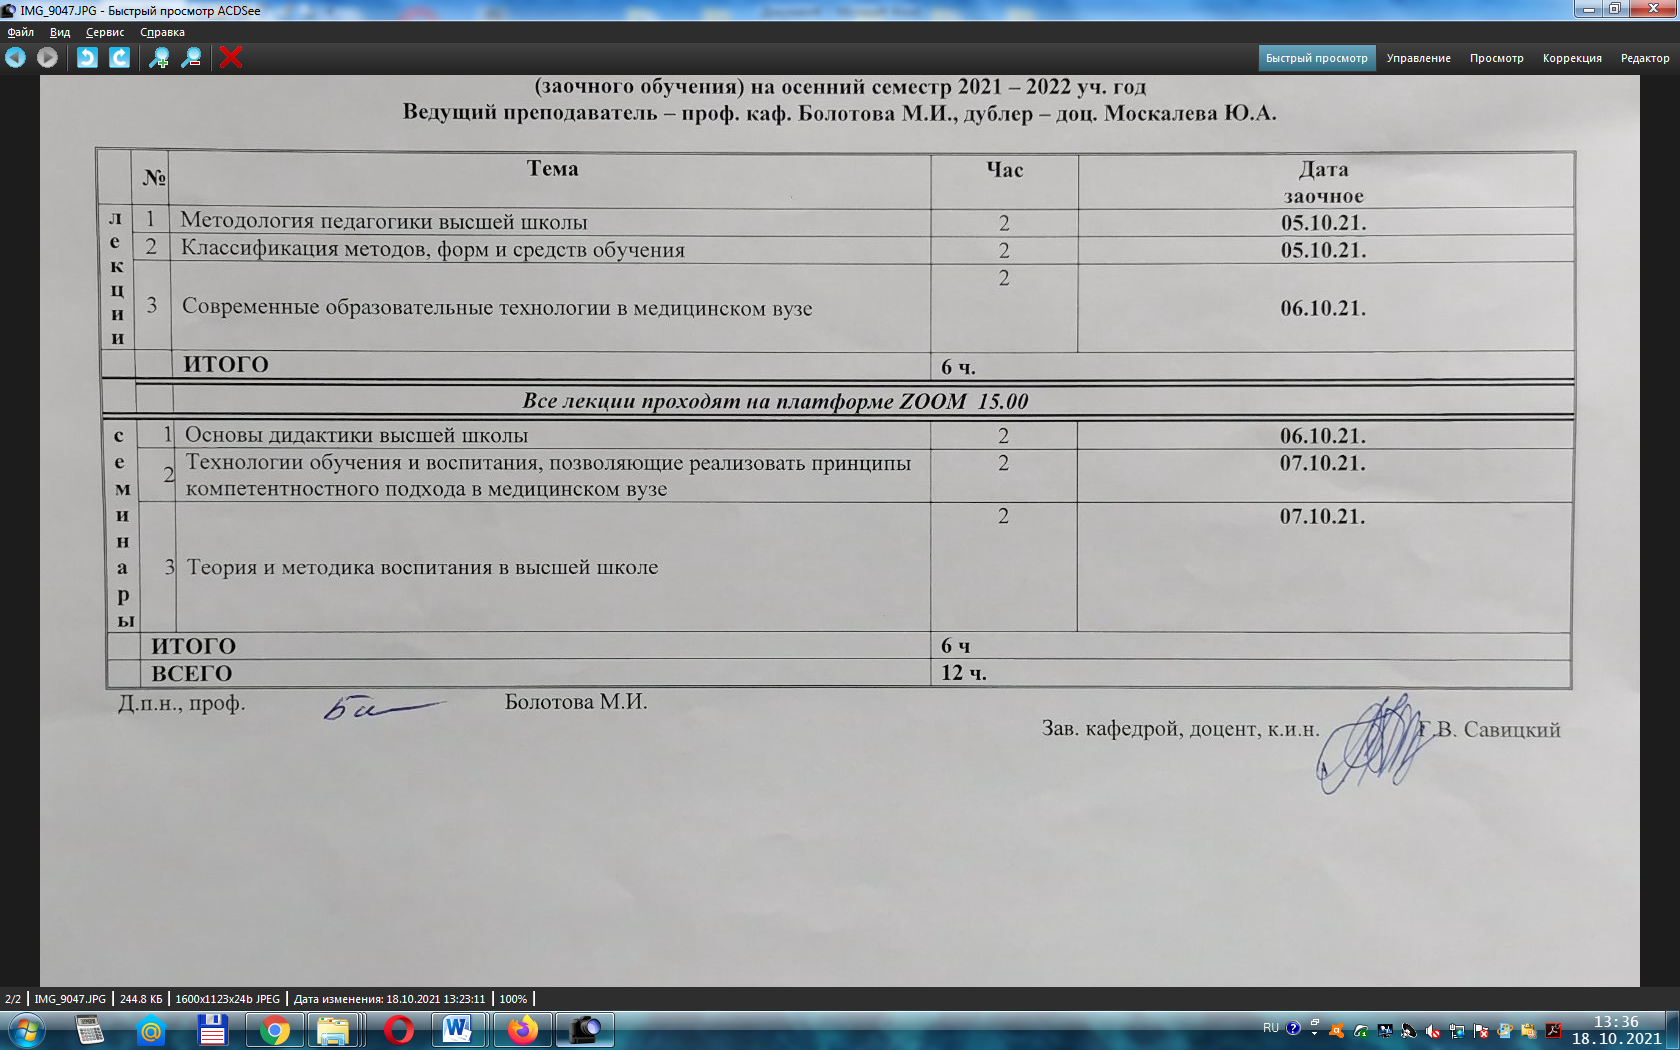 IMG_9047.JPG - Быстрый просмотр ACDSee
Файл Вид Сервис Справка
Быстрый просмотр Управление Просмотр Коррекция Редактор
(заочного обучения) на осенний семестр 2021 – 2022 уч. год
Ведущий преподаватель – проф. каф. Болотова М.И., дублер – доц. Москалева Ю.А.
№ Тема Час Дата
заочное
лекции
1 Методология педагогики высшей школы 2 05.10.21.
2 Классификация методов, форм и средств обучения 2 05.10.21.
3 Современные образовательные технологии в медицинском вузе 2 06.10.21.
ИТОГО 6 ч.
Все лекции проходят на платформе ZOOM 15.00
семинары
1 Основы дидактики высшей школы 2 06.10.21.
2 Технологии обучения и воспитания, позволяющие реализовать принципы 2 07.10.21.
компетентностного подхода в медицинском вузе
3 Теория и методика воспитания в высшей школе 2 07.10.21.
ИТОГО 6 ч
ВСЕГО 12 ч.
Д.п.н., проф. Болотова М.И.
Зав. кафедрой, доцент, к.и.н. Г.В. Савицкий
2/2 IMG_9047.JPG 244.8 КБ 1600x1123x24b JPEG Дата изменения: 18.10.2021 13:23:11 100%
RU 13:36
18.10.2021